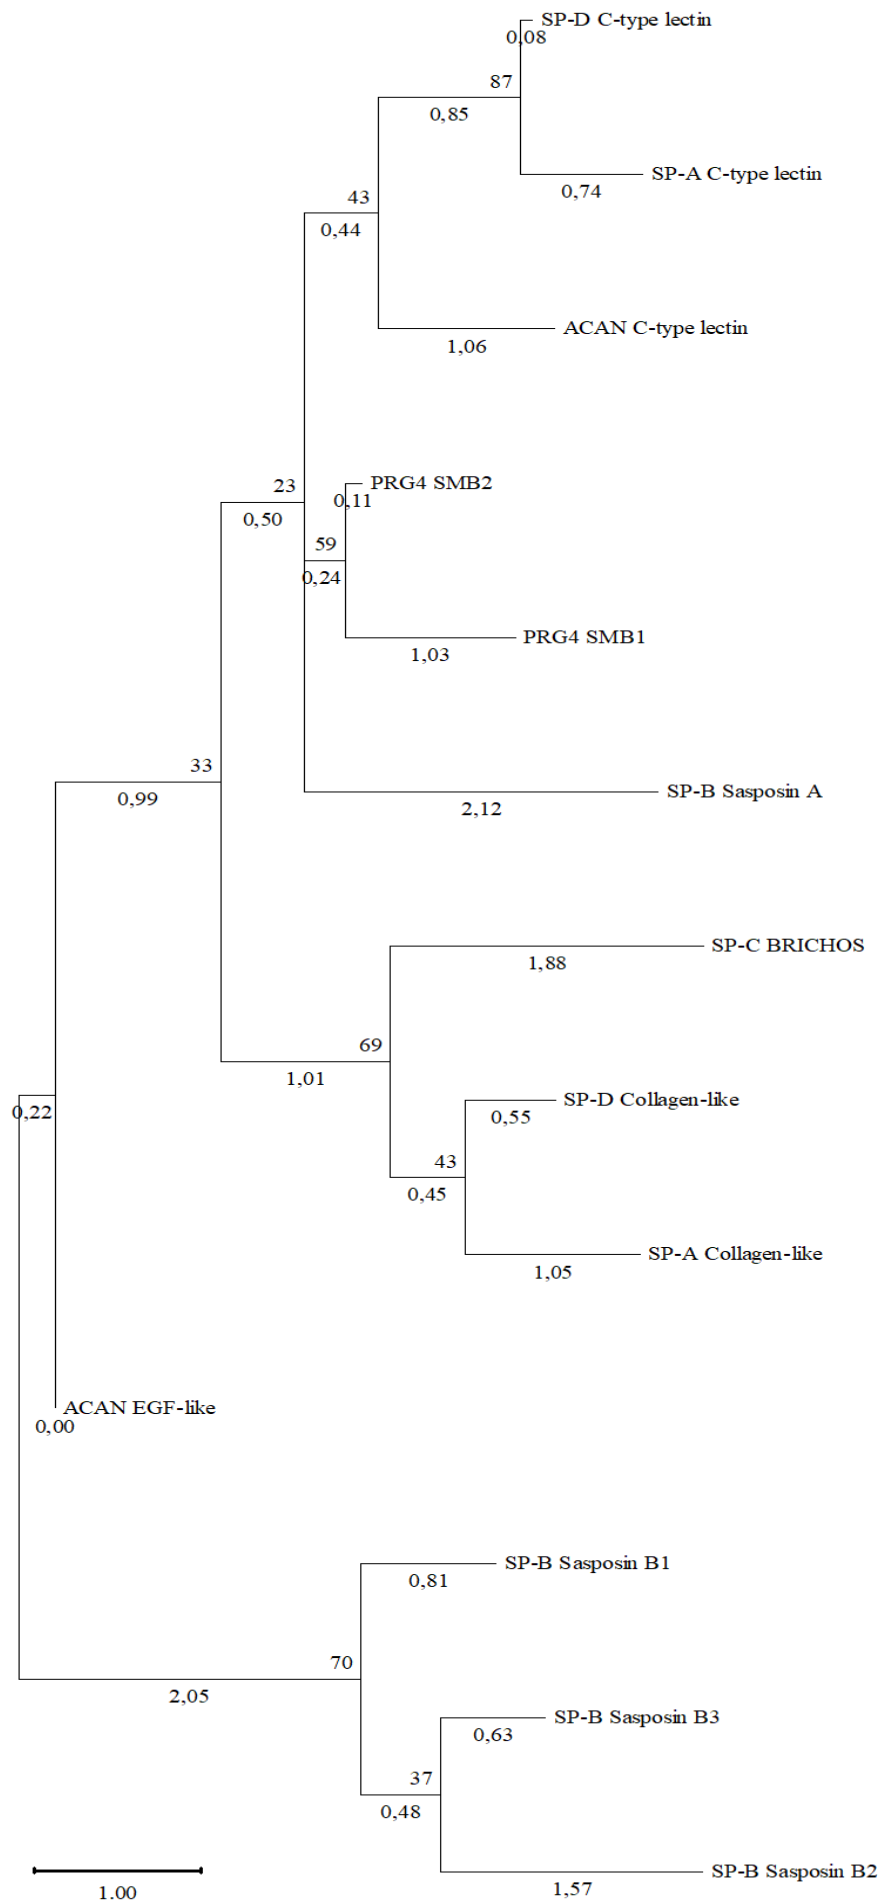 SP-D C-type lectin
0,08
87
0,85
SP-A C-type lectin
0,74
43
0,44
ACAN C-type lectin
1,06
PRG4 SMB2
0,11
23
0,50
59
0,24
PRG4 SMB1
1,03
33
0,99
SP-B Sasposin A
2,12
SP-C BRICHOS
1,88
69
1,01
SP-D Collagen-like
0,55
0,22
43
0,45
SP-A Collagen-like
1,05
ACAN EGF-like
0,00
SP-B Sasposin B1
0,81
70
2,05
SP-B Sasposin B3
0,63
37
0,48
SP-B Sasposin B2
1,57
1.00